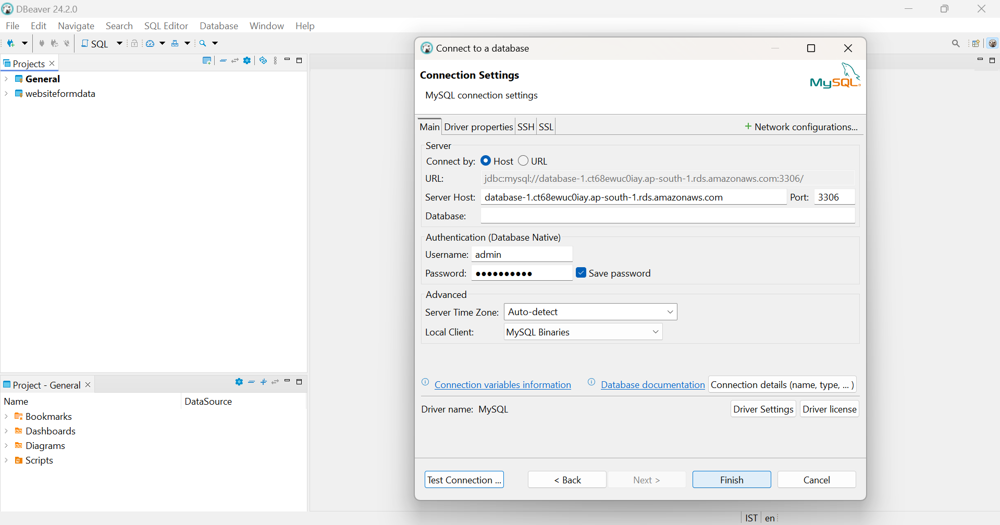 DBeaver 24.2.0
File Edit Navigate Search SQL Editor Database Window Help
SQL
Projects
General
websiteformdata
Project - General
Name DataSource
Bookmarks
Dashboards
Diagrams
Scripts
Connect to a database
Connection Settings
MySQL connection settings
MySQL
Main Driver properties SSH SSL + Network configurations...
Server
Connect by: Host URL
URL: jdbc:mysql://database-1.ct68ewuc0iay.ap-south-1.rds.amazonaws.com:3306/
Server Host: database-1.ct68ewuc0iay.ap-south-1.rds.amazonaws.com Port: 3306
Database:
Authentication (Database Native)
Username: admin
Password: ●●●●●●●●●● Save password
Advanced
Server Time Zone: Auto-detect
Local Client: MySQL Binaries
Connection variables information Database documentation Connection details (name, type, ... )
Driver name: MySQL Driver Settings Driver license
Test Connection ... < Back Next > Finish Cancel
IST en